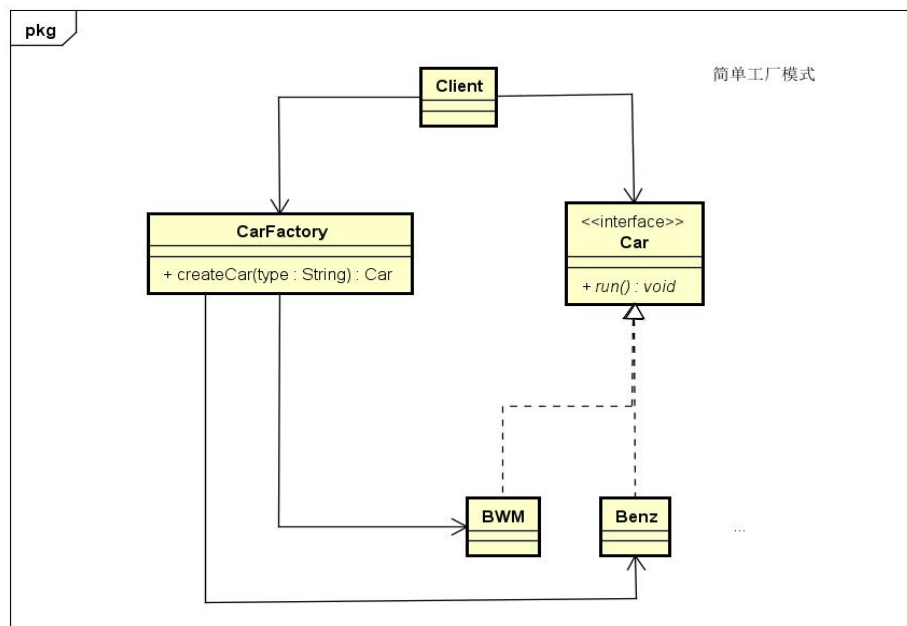 pkg
Client
简单工厂模式
CarFactory
+ createCar(type : String) : Car
<<interface>>
Car
+ run() : void
BWM
Benz
...